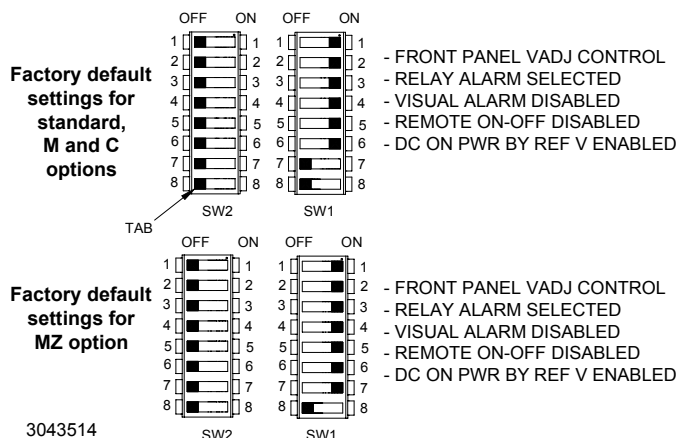 OFF ON OFF ON
Factory default settings for standard, M and C options
1 1 1 1
2 2 2 2
3 3 3 3
4 4 4 4
5 5 5 5
6 6 6 6
7 7 7 7
8 8 8 8
- FRONT PANEL VADJ CONTROL
- RELAY ALARM SELECTED
- VISUAL ALARM DISABLED
- REMOTE ON-OFF DISABLED
- DC ON PWR BY REF V ENABLED
SW2 SW1
TAB
OFF ON OFF ON
Factory default settings for MZ option
1 1 1 1
2 2 2 2
3 3 3 3
4 4 4 4
5 5 5 5
6 6 6 6
7 7 7 7
8 8 8 8
- FRONT PANEL VADJ CONTROL
- RELAY ALARM SELECTED
- VISUAL ALARM DISABLED
- REMOTE ON-OFF DISABLED
- DC ON PWR BY REF V ENABLED
3043514
SW2 SW1